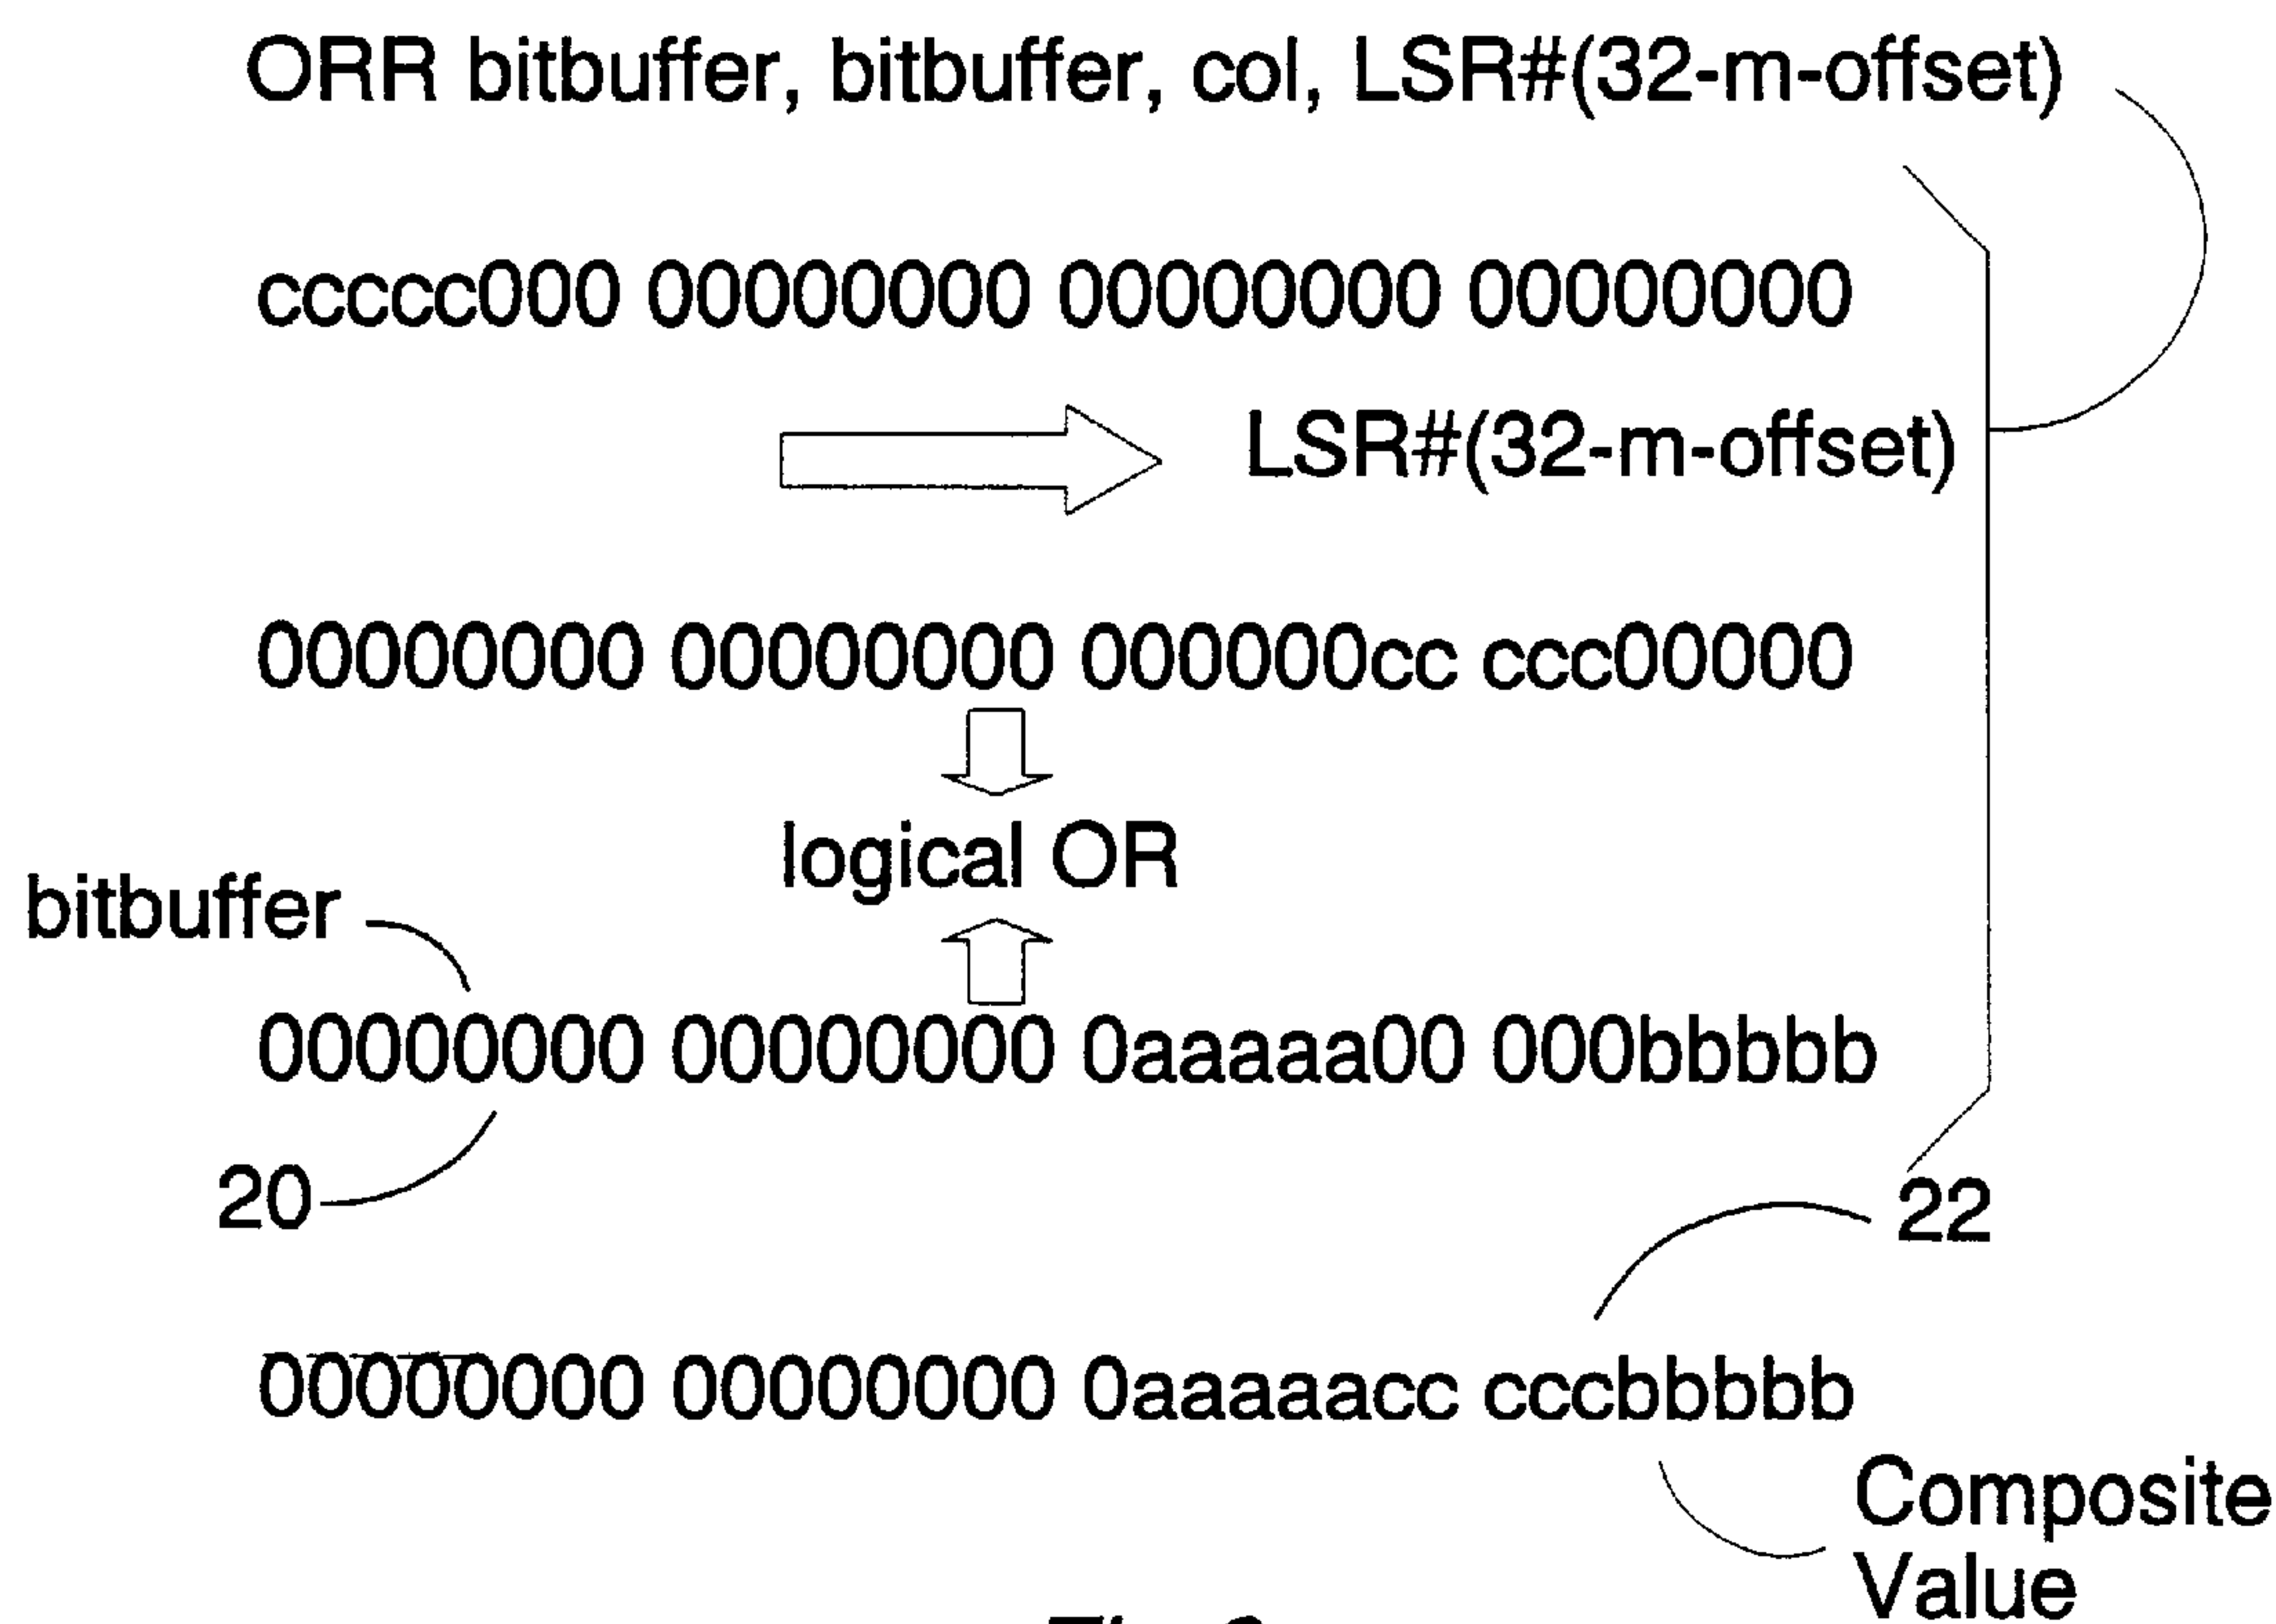 ORR bitbuffer, bitbuffer, col, LSR#(32-m-offset)
ccccc000 00000000 00000000 00000000
LSR#(32-m-offset)
00000000 00000000 000000cc ccc00000
logical OR
bitbuffer
00000000 00000000 0aaaaa00 000bbbbb
20
22
00000000 00000000 0aaaaacc cccbbbbb
Composite
Value